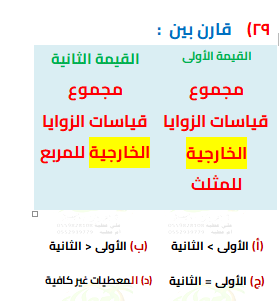 ٢٩) قارن بين :
القيمة الأولى
القيمة الثانية
مجموع
قياسات الزوايا
الخارجية
للمثلث
مجموع
قياسات الزوايا
الخارجية للمربع
(أ) الأولى > الثانية
(ب) الأولى < الثانية
(ج) الأولى = الثانية
(د) المعطيات غير كافية